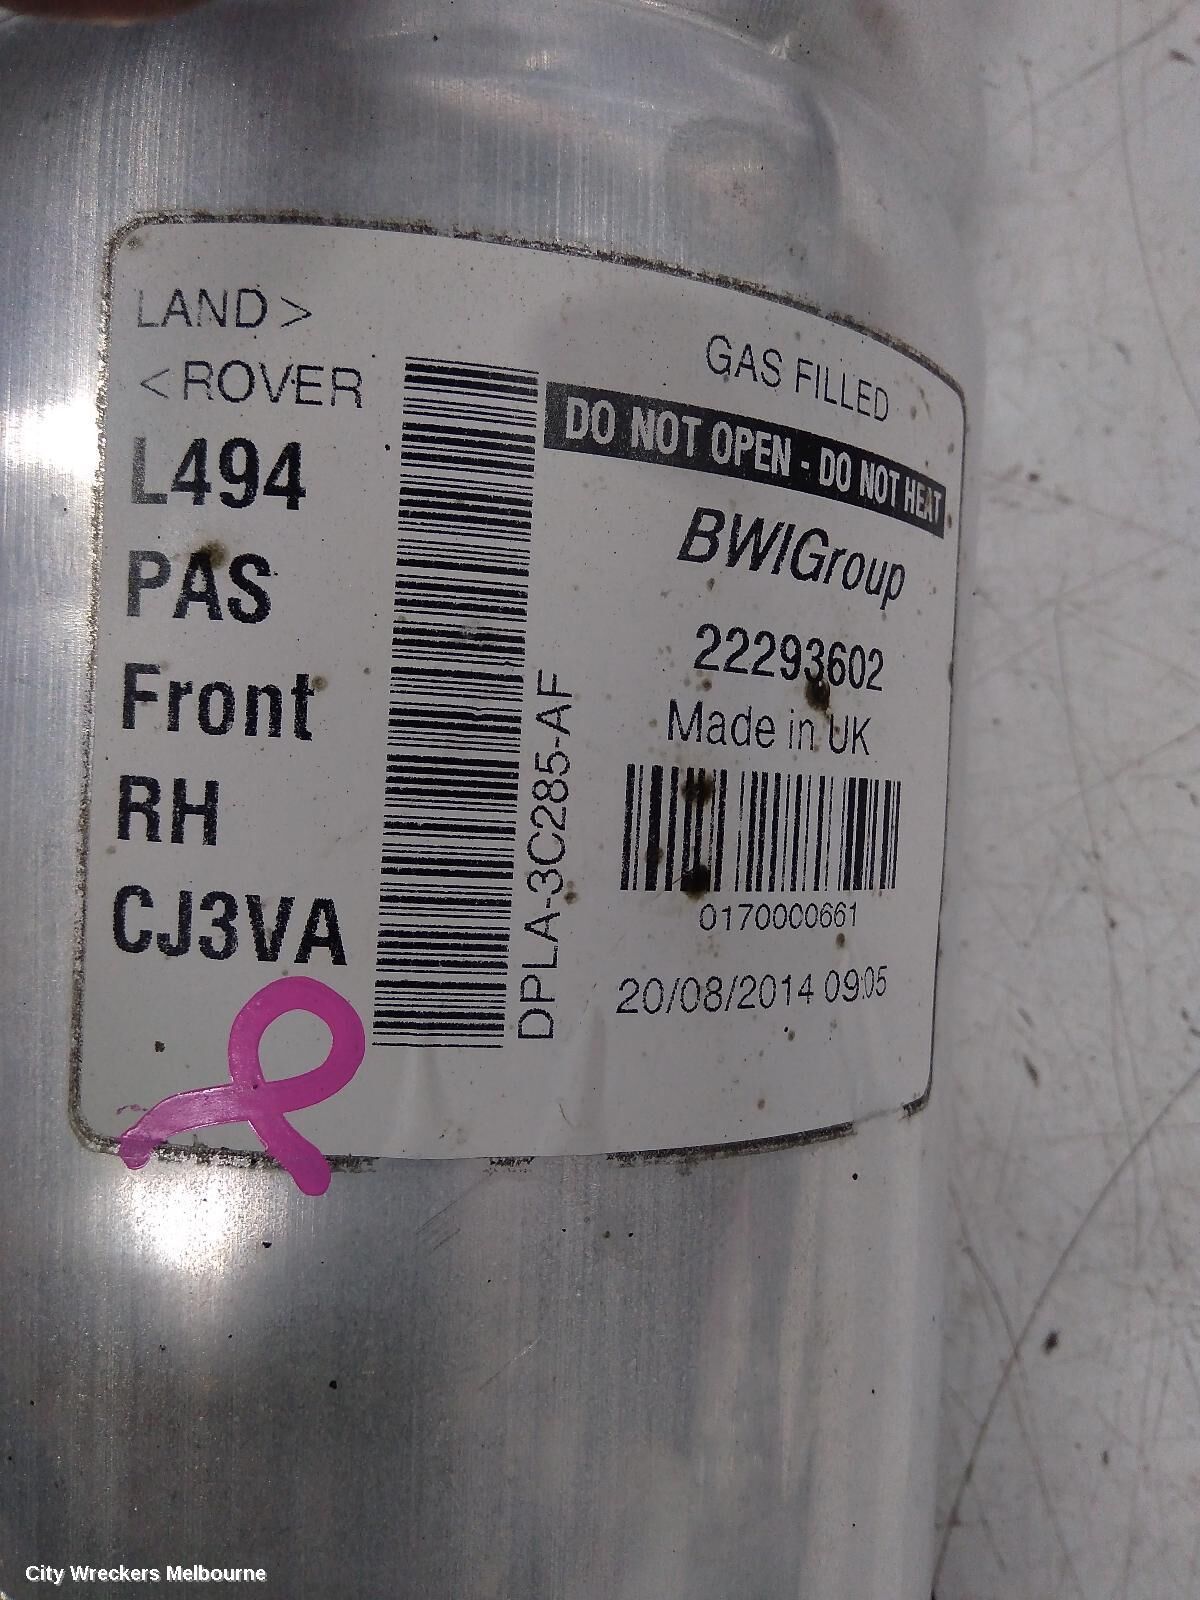 LAND >
< ROVER
L494
PAS
Front
RH
CJ3VA
DPLA-3C285-AF
GAS FILLED
DO NOT OPEN - DO NOT HEAT
BWIGroup
22293602
Made in UK
0170000661
20/08/2014 09:05
City Wreckers Melbourne